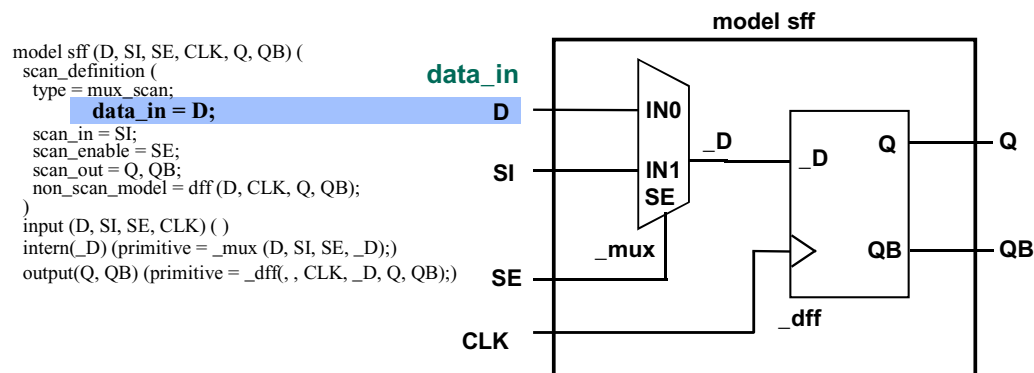 model sff (D, SI, SE, CLK, Q, QB) (
scan_definition (
type = mux_scan;
data_in = D;
scan_in = SI;
scan_enable = SE;
scan_out = Q, QB;
non_scan_model = dff (D, CLK, Q, QB);
)
input (D, SI, SE, CLK) ( )
intern(_D) (primitive = _mux (D, SI, SE, _D);)
output(Q, QB) (primitive = _dff(, , CLK, _D, Q, QB);)
model sff
data_in
D
SI
SE
CLK
IN0
IN1
SE
_mux
_D
_D
Q
QB
_dff
Q
QB